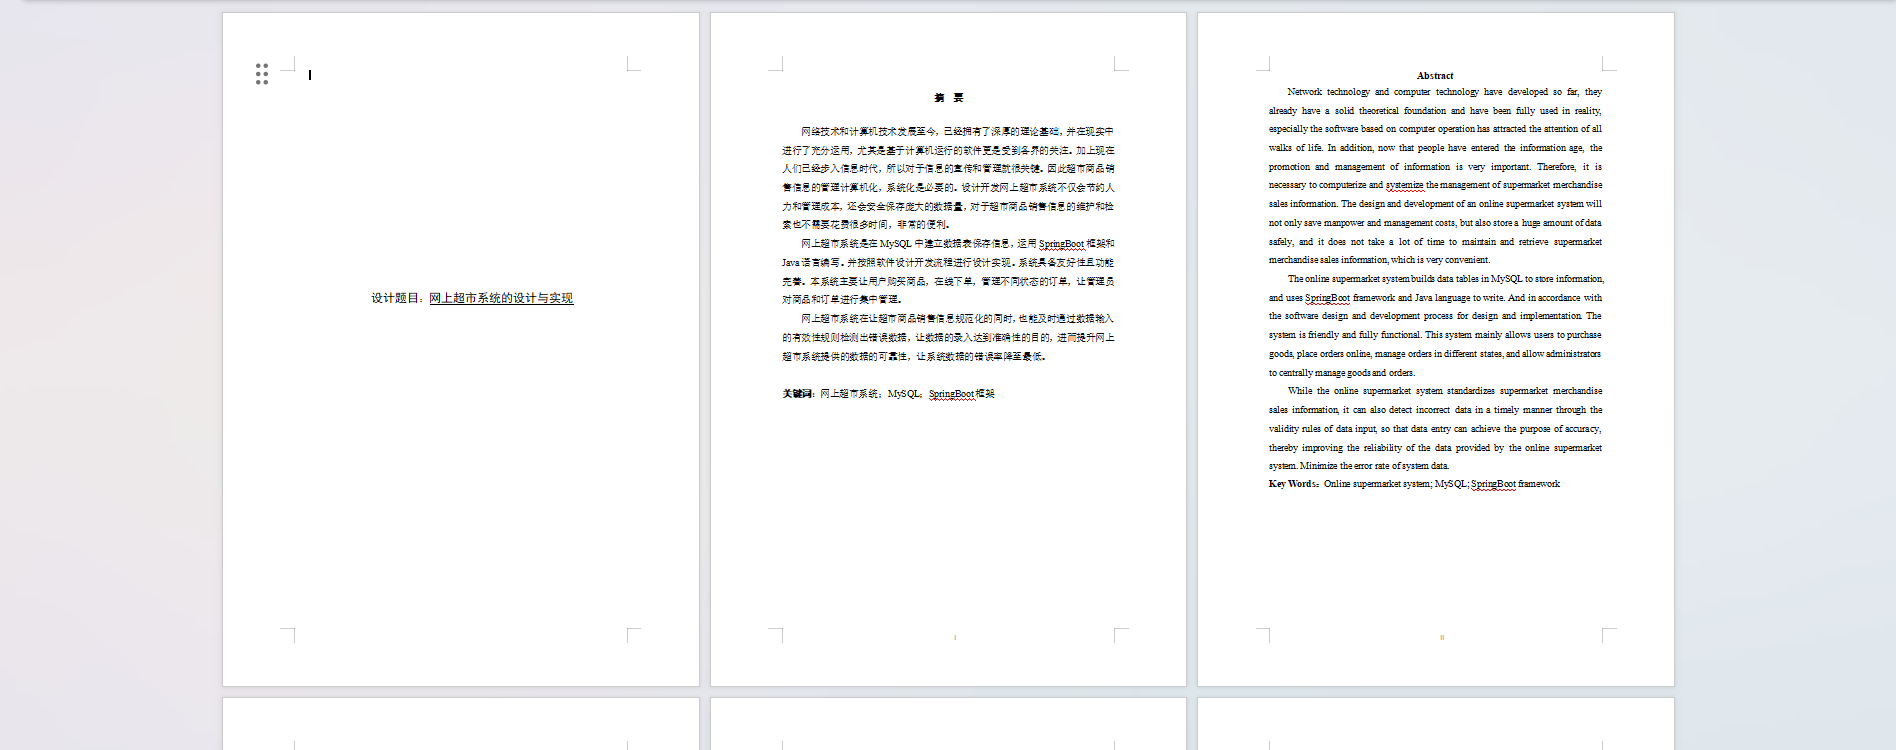 设计题目：网上超市系统的设计与实现
摘 要
网络技术和计算机技术发展至今，已经拥有了深厚的理论基础，并在现实中
进行了充分运用，尤其是基于计算机运行的软件更是受到各界的关注。加上现在
人们已经步入信息时代，所以对于信息的宣传和管理就很关键。因此超市商品销
售信息的管理计算机化，系统化是必要的。设计开发网上超市系统不仅会节约人
力和管理成本，还会安全保存庞大的数据量，对于超市商品销售信息的维护和检
索也不需要花费很多时间，非常的便利。
网上超市系统是在 MySQL 中建立数据表保存信息，运用 SpringBoot 框架和
Java 语言编写。并按照软件设计开发流程进行设计实现。系统具备友好性且功能
完善。本系统主要让用户购买商品，在线下单，管理不同状态的订单，让管理员
对商品和订单进行集中管理。
网上超市系统在让超市商品销售信息规范化的同时，也能及时通过数据输入
的有效性规则检测出错误数据，让数据的录入达到准确性的目的，进而提升网上
超市系统提供的数据的可靠性，让系统数据的错误率降至最低。
关键词：网上超市系统；MySQL；SpringBoot 框架
I
Abstract
Network technology and computer technology have developed so far, they
already have a solid theoretical foundation and have been fully used in reality,
especially the software based on computer operation has attracted the attention of all
walks of life. In addition, now that people have entered the information age, the
promotion and management of information is very important. Therefore, it is
necessary to computerize and systemize the management of supermarket merchandise
sales information. The design and development of an online supermarket system will
not only save manpower and management costs, but also store a huge amount of data
safely, and it does not take a lot of time to maintain and retrieve supermarket
merchandise sales information, which is very convenient.
The online supermarket system builds data tables in MySQL to store information,
and uses SpringBoot framework and Java language to write. And in accordance with
the software design and development process for design and implementation. The
system is friendly and fully functional. This system mainly allows users to purchase
goods, place orders online, manage orders in different states, and allow administrators
to centrally manage goods and orders.
While the online supermarket system standardizes supermarket merchandise
sales information, it can also detect incorrect data in a timely manner through the
validity rules of data input, so that data entry can achieve the purpose of accuracy,
thereby improving the reliability of the data provided by the online supermarket
system. Minimize the error rate of system data.
Key Words：Online supermarket system; MySQL; SpringBoot framework
II